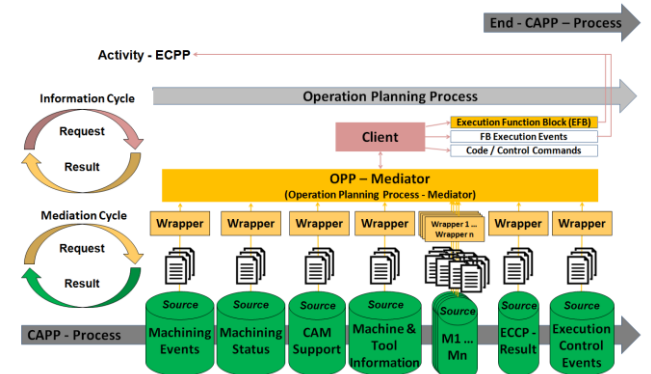 End - CAPP – Process
Activity - ECPP
Information Cycle
Operation Planning Process
Request
Result
Client
Execution Function Block (EFB)
FB Execution Events
Code / Control Commands
OPP – Mediator
(Operation Planning Process - Mediator)
Mediation Cycle
Request
Result
Wrapper
Wrapper
Wrapper
Wrapper
Wrapper 1 ...
Wrapper n
Wrapper
Wrapper
CAPP - Process
Source
Machining
Events
Source
Machining
Status
Source
CAM
Support
Source
Machine &
Tool
Information
Source
M1 ...
Mn
Source
ECCP -
Result
Source
Execution
Control
Events